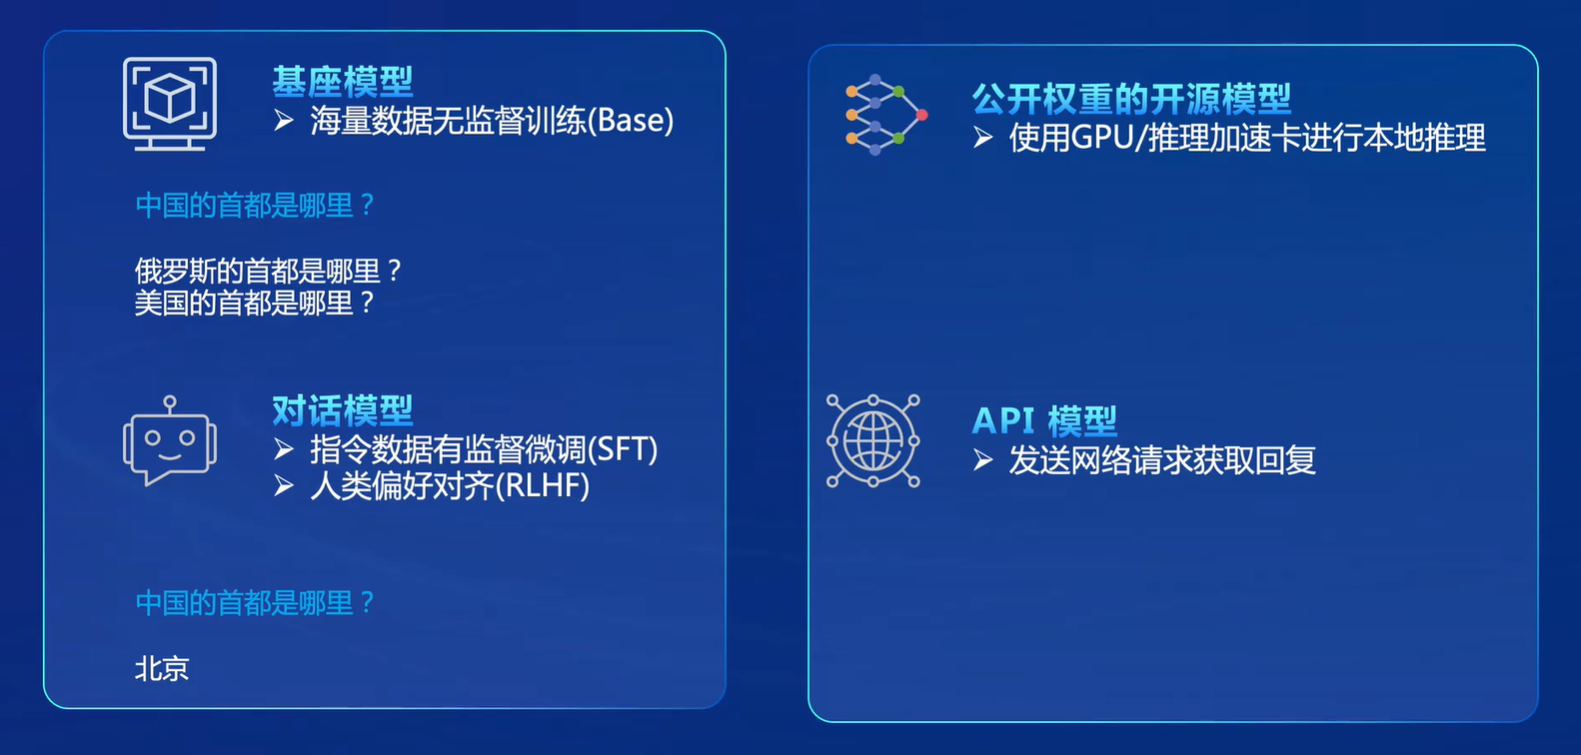 基座模型
➢ 海量数据无监督训练(Base)
中国的首都是哪里？
俄罗斯的首都是哪里？
美国的首都是哪里？
对话模型
➢ 指令数据有监督微调(SFT)
➢ 人类偏好对齐(RLHF)
中国的首都是哪里？
北京
公开权重的开源模型
➢ 使用GPU/推理加速卡进行本地推理
API 模型
➢ 发送网络请求获取回复